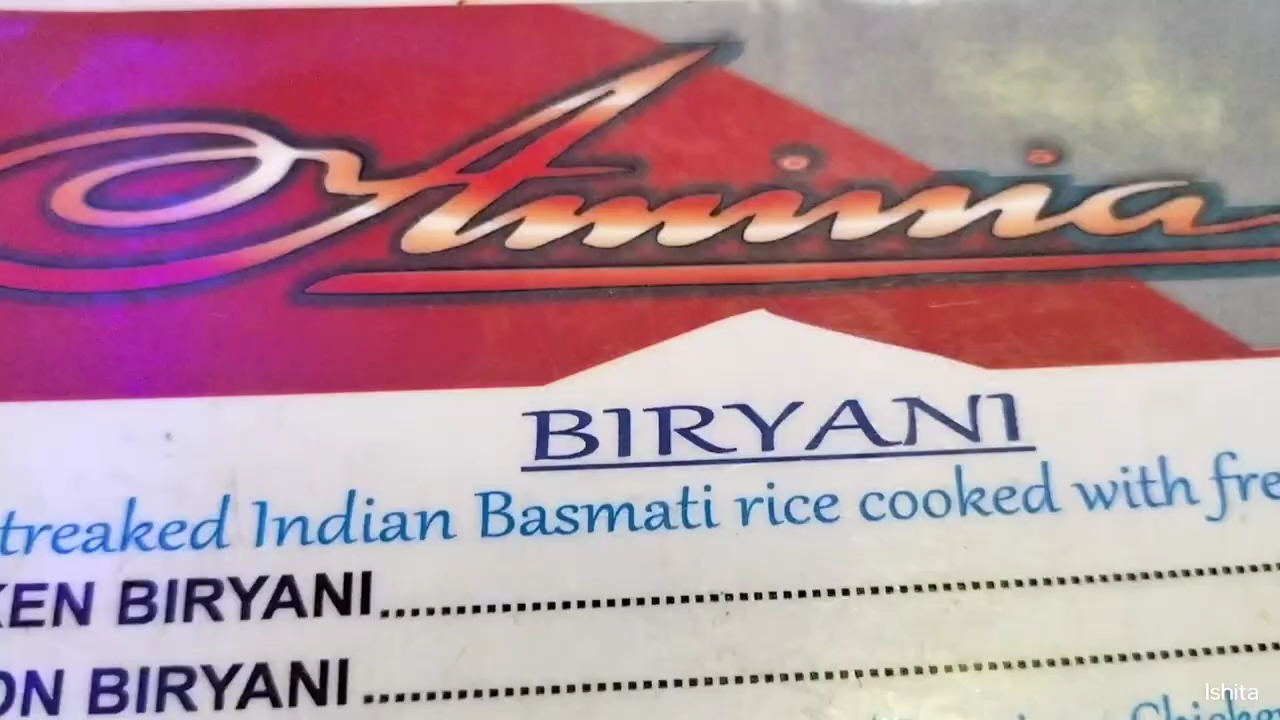 Aminia
BIRYANI
treaked Indian Basmati rice cooked with fre
KEN BIRYANI
ON BIRYANI
Ishita